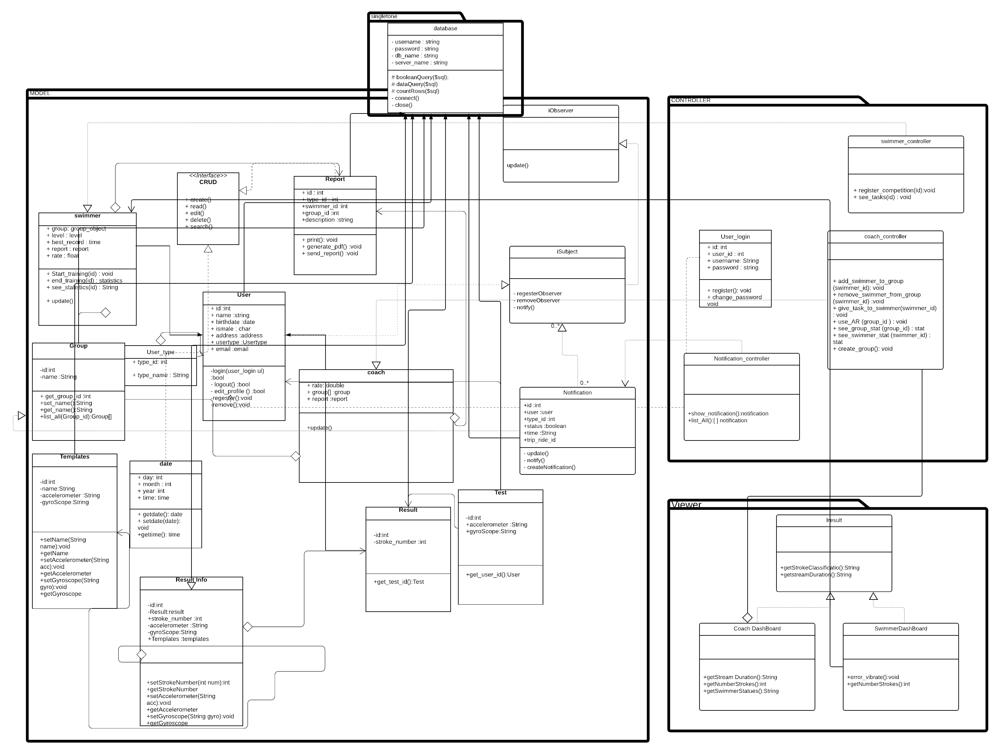 singletone
database
- username : string
- password : string
- db_name : string
- server_name : string
# booleanQuery($sql):
# dataQuery($sql)
# countRows($sql)
- connect()
- close()
MODEL
iObserver
update()
<<Interface>>
CRUD
+ create()
+ read()
+ edit()
+ delete()
+ search()
Report
+ id : int
+ type_id : int
+swimmer_id :int
+group_id :int
+description :string
+ print(): void
+ generate_pdf() :void
+ send_report() :void
swimmer
+ group: group_object
+ level : level
+ best_record : time
+ report : report
+ rate : float
+ Start_training(id) : void
+ end_training(id) : statistics
+ see_statistics(id) : String
+ update()
iSubject
- regesterObserver
- removeObserver
- notify()
0..*
0..*
User
+ id :int
+ name :string
+ birthdate :date
+ ismale : char
+ address :address
+ usertype :Usertype
+ email :email
-login(user_login ul)
:bool
- logout() :bool
- edit_profile () :bool
-regester():void
-remove():void
Group
-id:int
-name :String
+ get_group_id :int
+set_name():String
+get_name():String
+list_all(Group_id):Group[]
User_type
+ type_id: int
+ type_name : String
coach
+ rate: double
+ group[] :group
+ report :report
+update()
Notification
+id :int
+user :user
+type_id :int
+status :boolean
+time :String
+trip_ride_id
- update()
- notify()
- createNotification()
Templates
-id:int
-name:String
-accelerometer :String
-gyroScope:String
+setName(String
name):void
+getName
+setAccelerometer(String
acc):void
+getAccelerometer
+setGyroscope(String
gyro):void
+getGyroscope
date
+ day: int
+ month : int
+ year :int
+ time: time
+ getdate(): date
+ setdate(date):
void
+gettime(): time
Result
-id:int
-stroke_number :int
+get_test_id():Test
Test
-id:int
+accelerometer :String
+gyroScope:String
+get_user_id():User
Result Info
-id:int
-Result:result
+stroke_number :int
-accelerometer :String
-gyroScope:String
+Templates :templates
+setStrokeNumber(int num):int
+getStrokeNumber
+setAccelerometer(String
acc):void
+getAccelerometer
+setGyroscope(String gyro):void
+getGyroscope
CONTROLLER
swimmer_controller
+ register_competition(id):void
+ see_tasks(id) : void
User_login
+ id: int
+ user_id : int
+ username: String
+ password : string
+ register(): void
+ change_password
void
coach_controller
+ add_swimmer_to_group
(swimmer_id): void
+ remove_swimmer_from_group
(swimmer_id) :void
+ give_task_to_swimmer(swimmer_id)
: void
+ use_AR (group_id ) : void
+ see_group_stat (group_id) : stat
+ see_swimmer_stat (swimmer_id) :
stat
+ create_group(): void
Notification_controller
+show_notification():notification
+list_All():[ ] notification
Viewer
Iresult
+getStrokeClassificatio():String
+getstreamDuration():String
Coach DashBoard
+getStream Duration():String
+getNumberStrokes():int
+getSwimmerStatues():String
SwimmerDashBoard
+error_vibrate():void
+getNumberStrokes():int